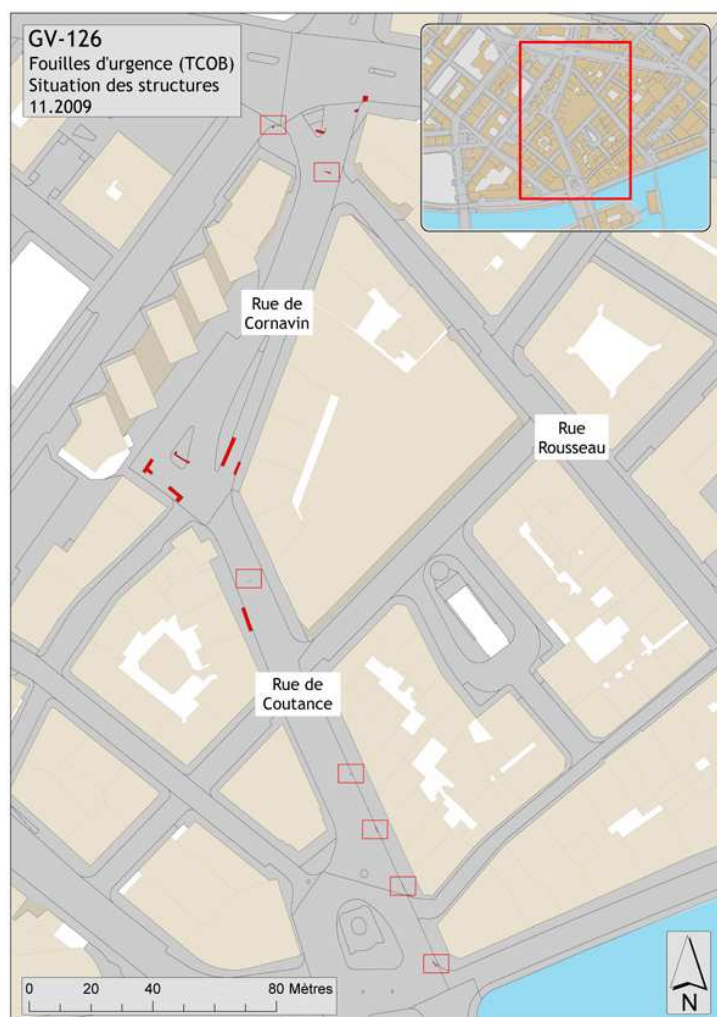 GV-126
Fouilles d'urgence (TCOB)
Situation des structures
11.2009
Rue de
Cornavin
Rue
Rousseau
Rue de
Coutance
0 20 40 80 Mètres
N